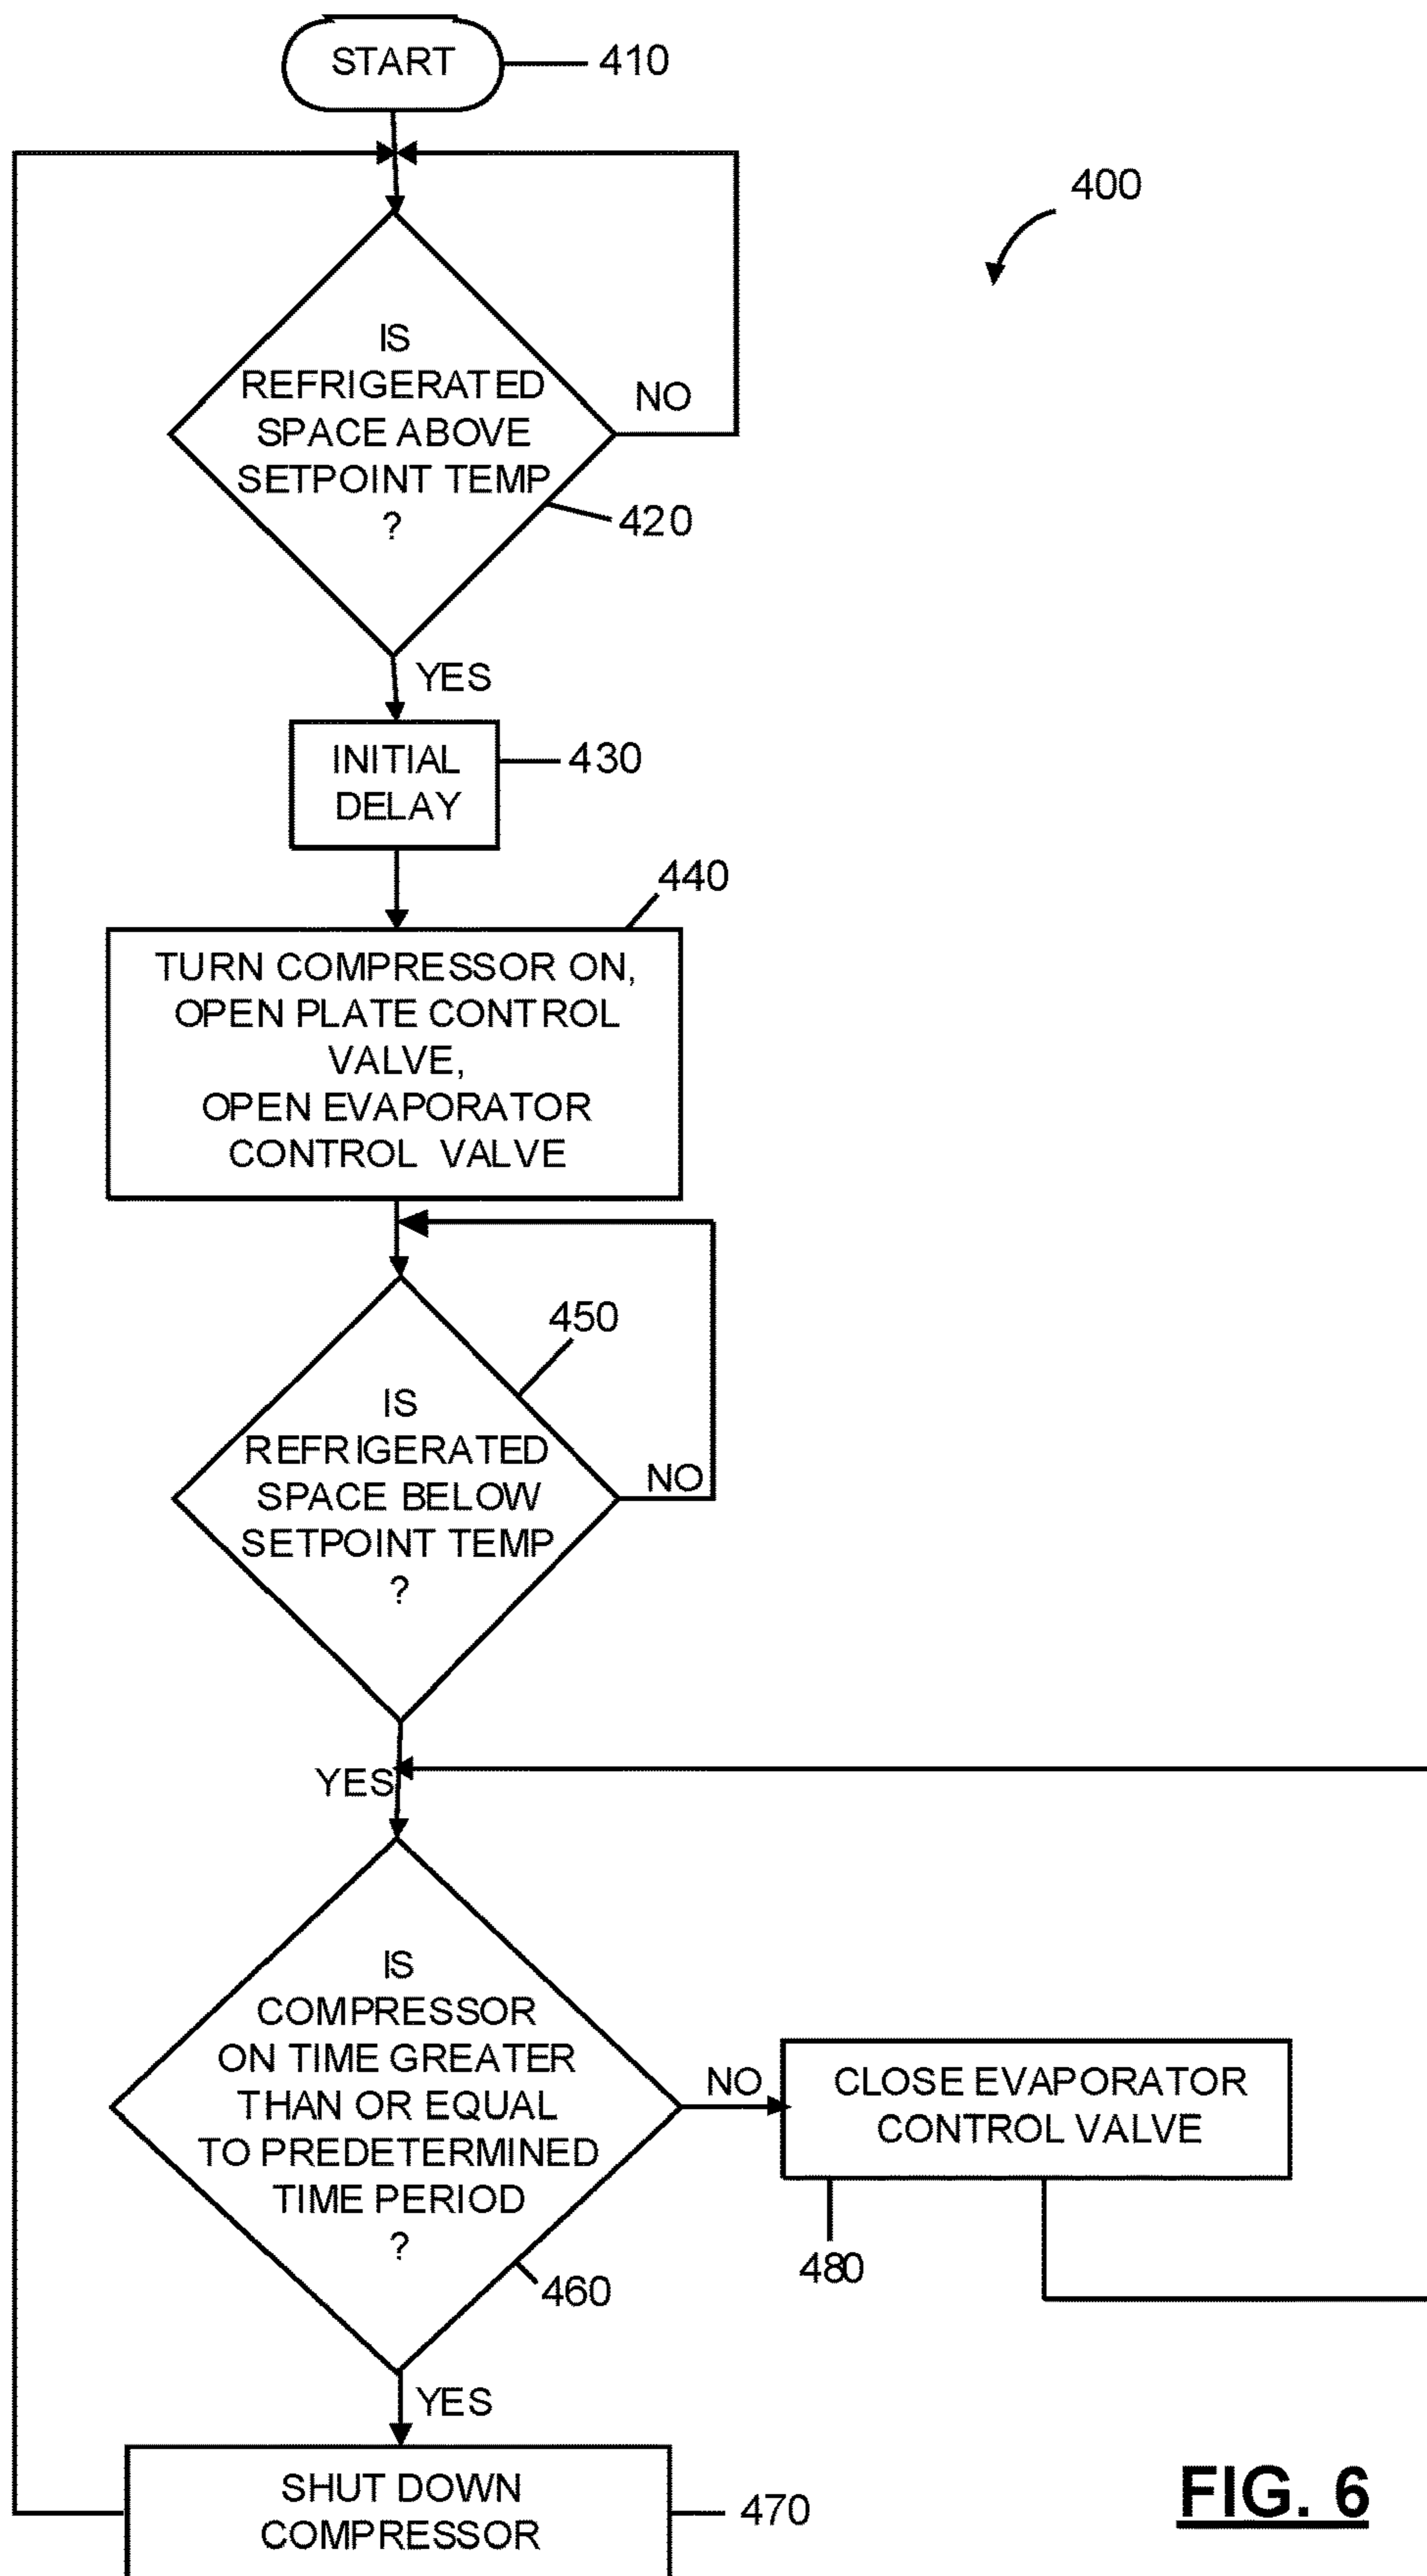 START
410
400
IS
REFRIGERATED
SPACE ABOVE
SETPOINT TEMP
?
NO
420
YES
INITIAL
DELAY
430
440
TURN COMPRESSOR ON,
OPEN PLATE CONTROL
VALVE,
OPEN EVAPORATOR
CONTROL VALVE
450
IS
REFRIGERATED
SPACE BELOW
SETPOINT TEMP
?
NO
YES
IS
COMPRESSOR
ON TIME GREATER
THAN OR EQUAL
TO PREDETERMINED
TIME PERIOD
?
NO
CLOSE EVAPORATOR
CONTROL VALVE
480
460
YES
SHUT DOWN
COMPRESSOR
470
FIG. 6